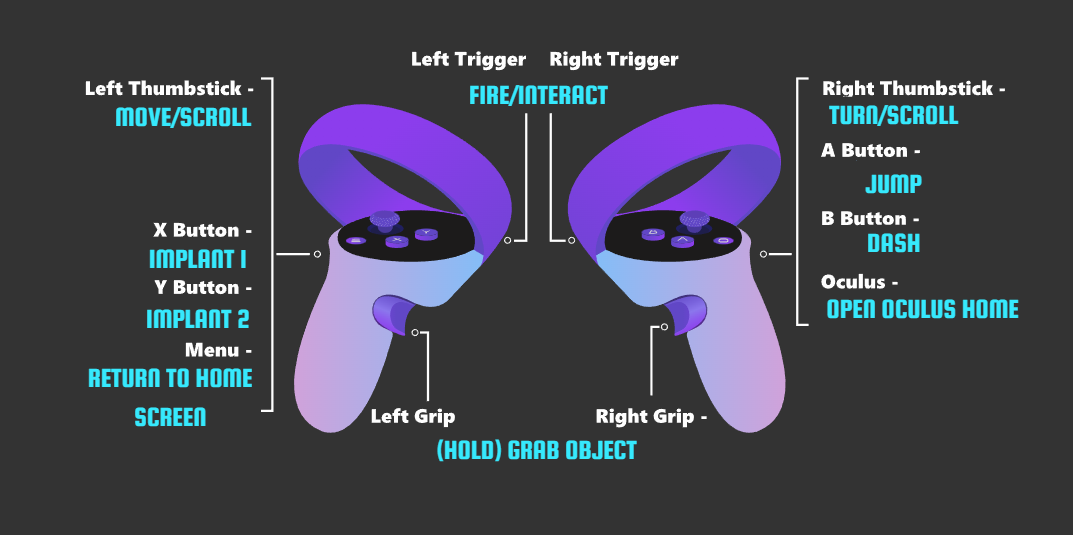 Left Trigger Right Trigger
FIRE/INTERACT
Left Thumbstick -
MOVE/SCROLL
X Button -
IMPLANT 1
Y Button -
IMPLANT 2
Menu -
RETURN TO HOME
SCREEN
Right Thumbstick -
TURN/SCROLL
A Button -
JUMP
B Button -
DASH
Oculus -
OPEN OCULUS HOME
X
Y
B
A
Left Grip
Right Grip -
(HOLD) GRAB OBJECT